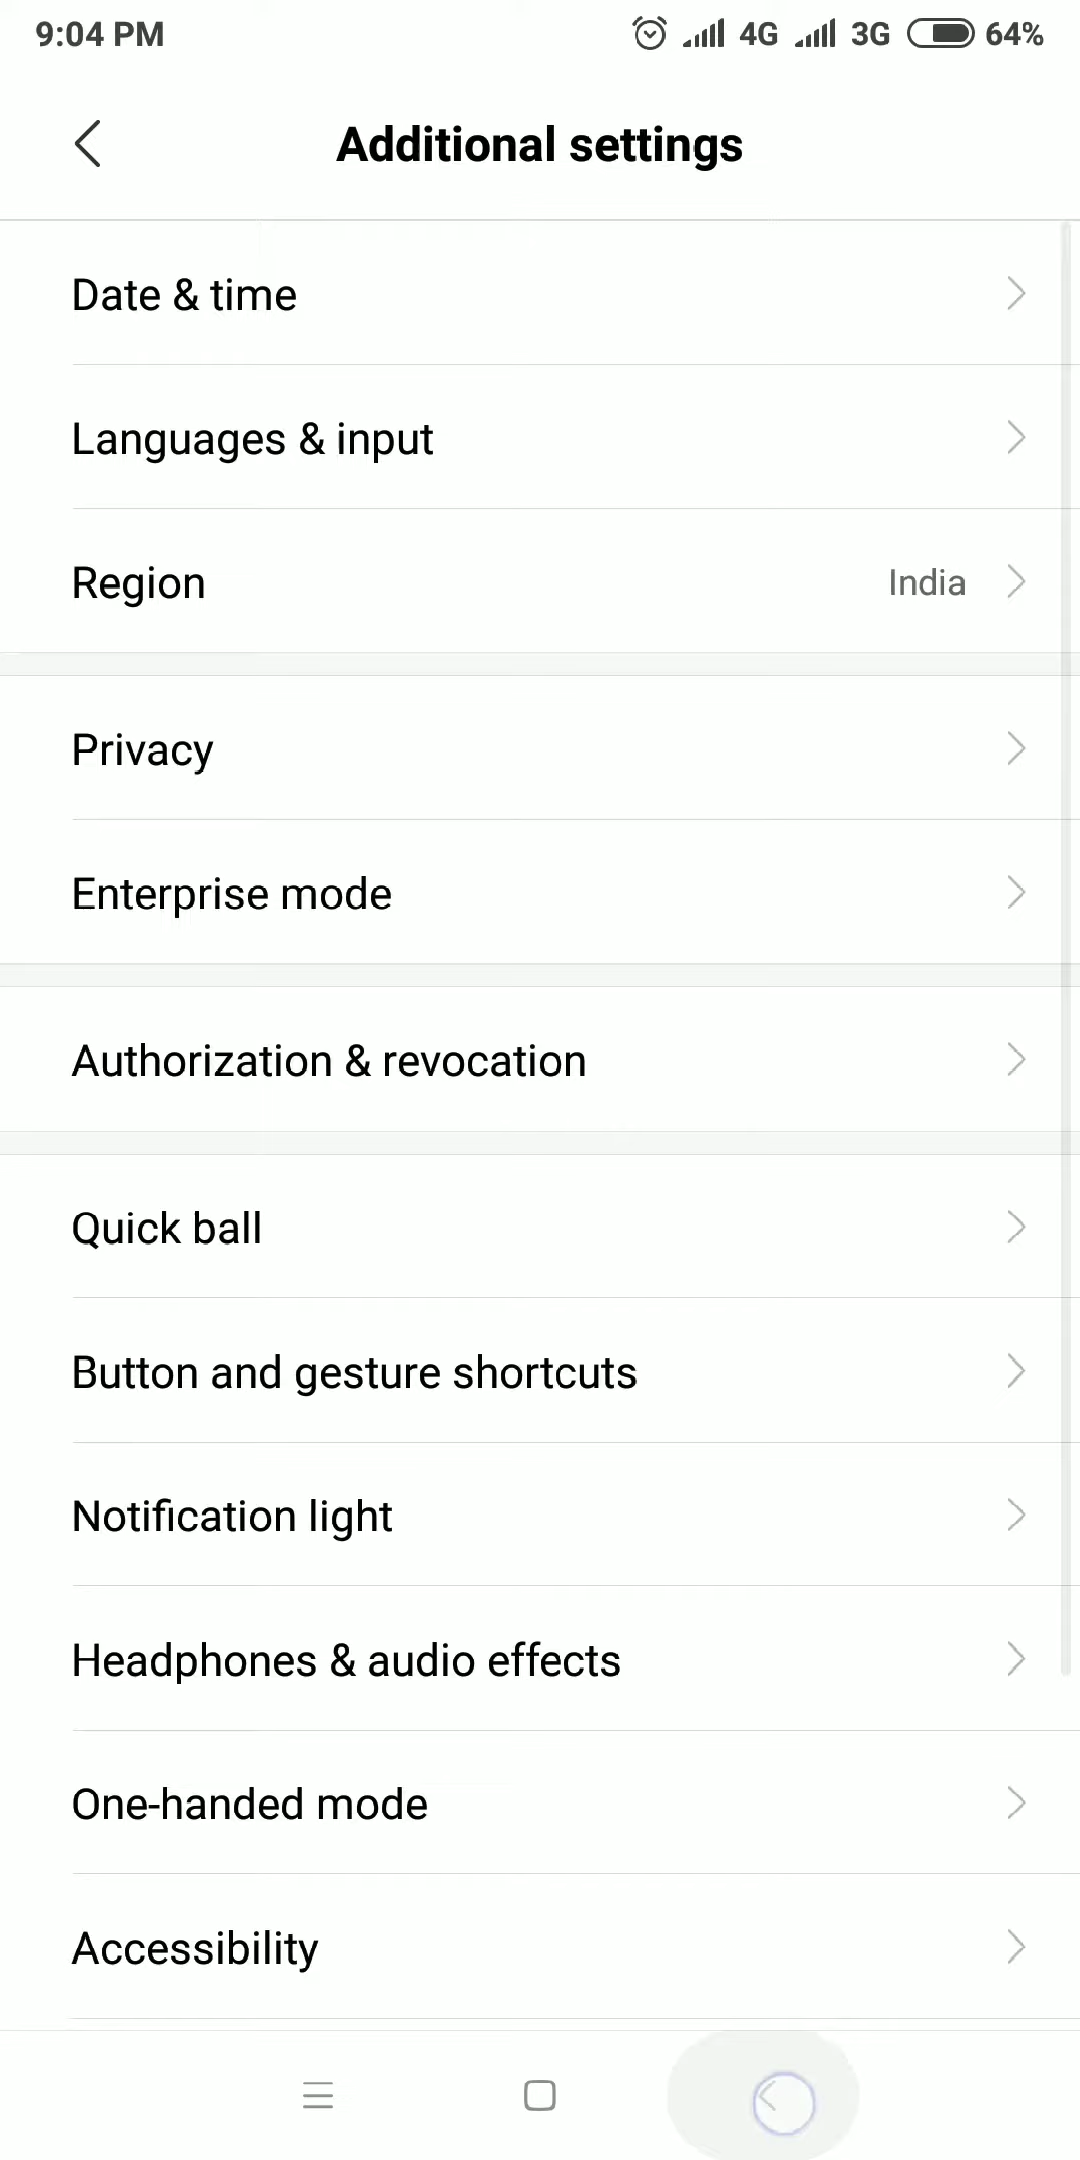 9:04 PM 4G 3G 64%
Additional settings
Date & time
Languages & input
Region India
Privacy
Enterprise mode
Authorization & revocation
Quick ball
Button and gesture shortcuts
Notification light
Headphones & audio effects
One-handed mode
Accessibility